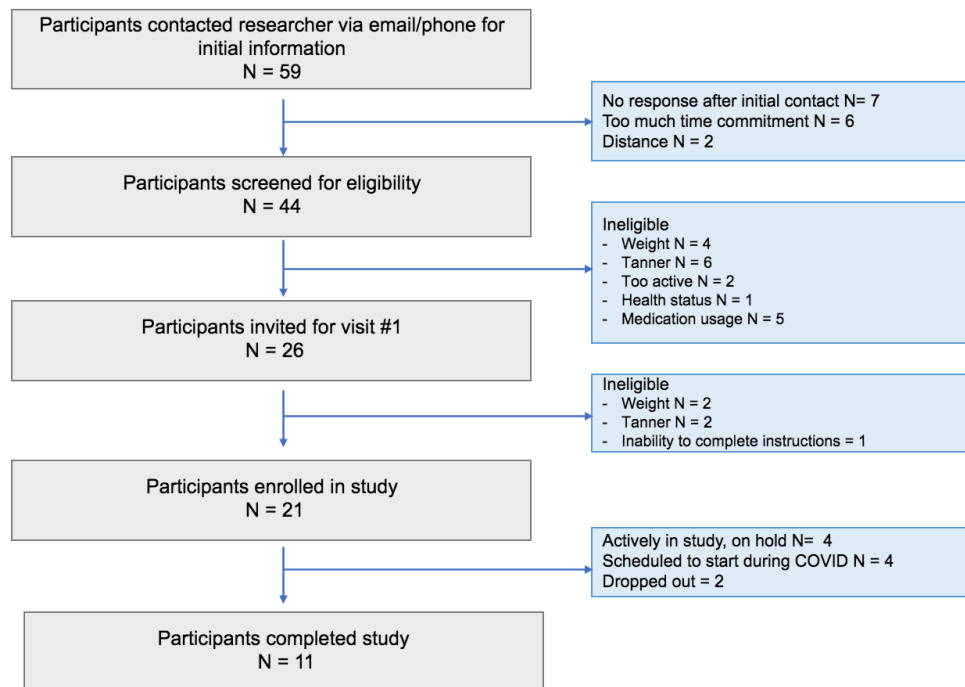 Participants contacted researcher via email/phone for
initial information
N = 59
No response after initial contact N= 7
Too much time commitment N = 6
Distance N = 2
Participants screened for eligibility
N = 44
Ineligible
- Weight N = 4
- Tanner N = 6
- Too active N = 2
- Health status N = 1
- Medication usage N = 5
Participants invited for visit #1
N = 26
Ineligible
- Weight N = 2
- Tanner N = 2
- Inability to complete instructions = 1
Participants enrolled in study
N = 21
Actively in study, on hold N= 4
Scheduled to start during COVID N = 4
Dropped out = 2
Participants completed study
N = 11